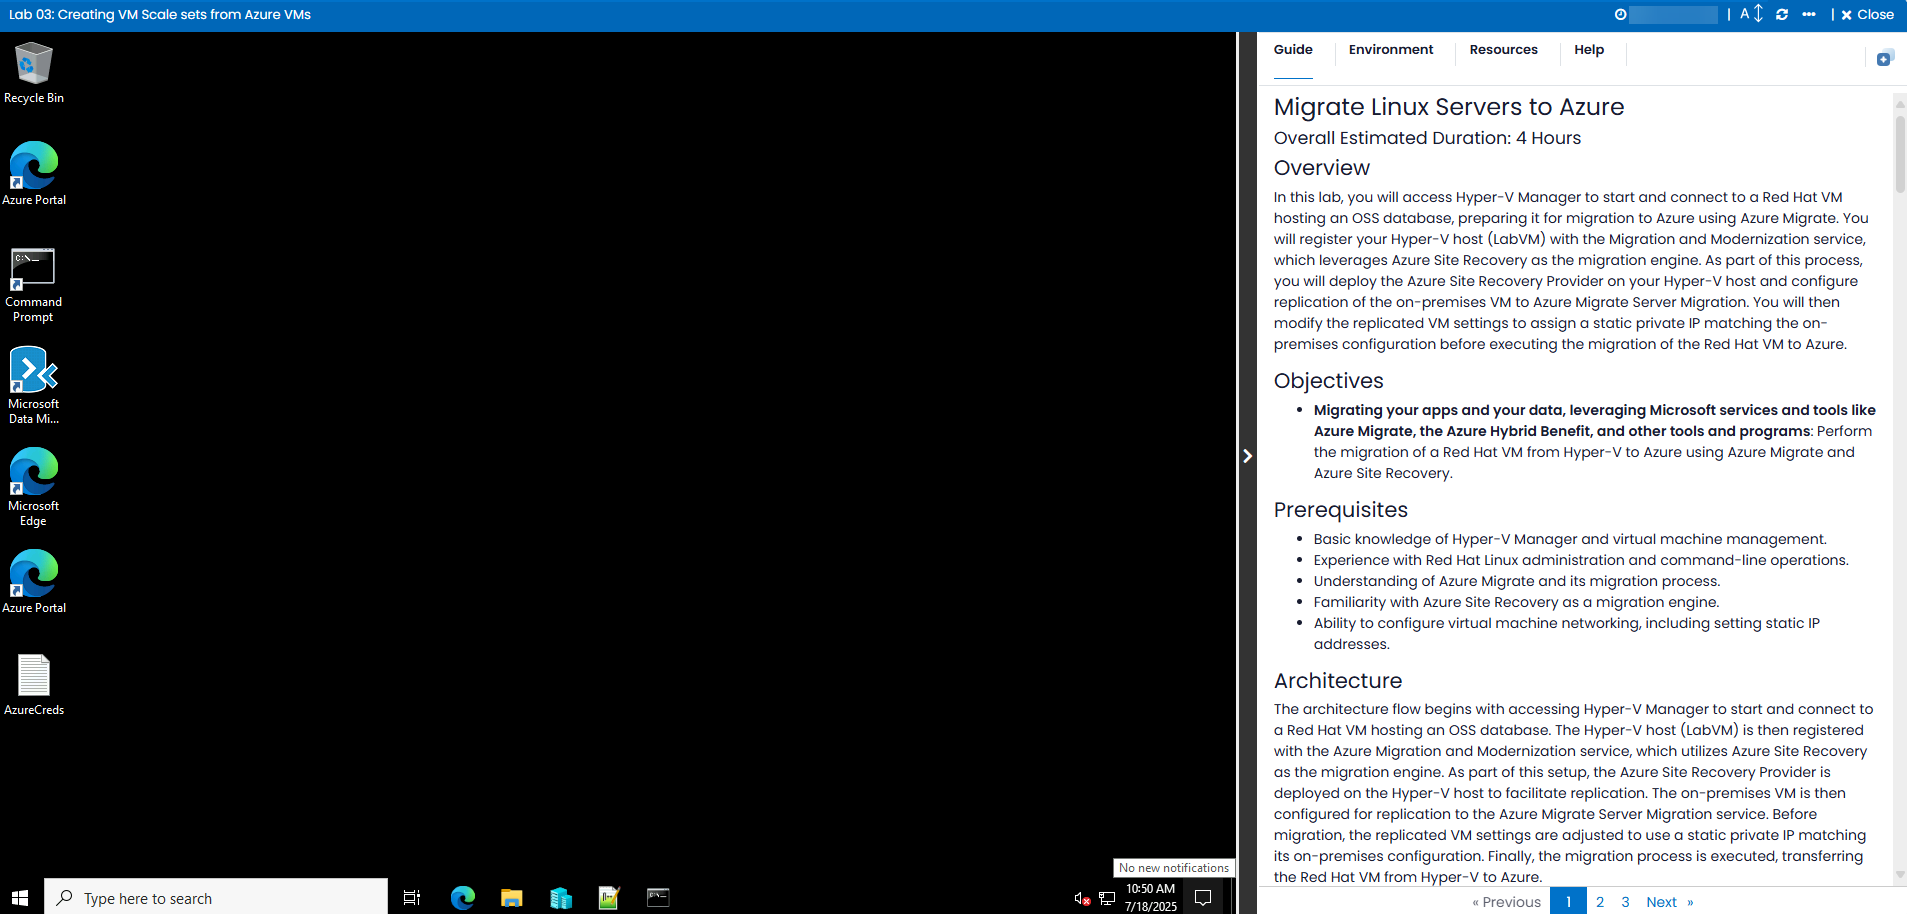 Lab 03: Creating VM Scale sets from Azure VMs
A
Close
Recycle Bin
Azure Portal
Command
Prompt
Microsoft
Data Mi...
Microsoft
Edge
Azure Portal
AzureCreds
Guide
Environment
Resources
Help
Migrate Linux Servers to Azure
Overall Estimated Duration: 4 Hours
Overview
In this lab, you will access Hyper-V Manager to start and connect to a Red Hat VM
hosting an OSS database, preparing it for migration to Azure using Azure Migrate. You
will register your Hyper-V host (LabVM) with the Migration and Modernization service,
which leverages Azure Site Recovery as the migration engine. As part of this process,
you will deploy the Azure Site Recovery Provider on your Hyper-V host and configure
replication of the on-premises VM to Azure Migrate Server Migration. You will then
modify the replicated VM settings to assign a static private IP matching the on-
premises configuration before executing the migration of the Red Hat VM to Azure.
Objectives
• Migrating your apps and your data, leveraging Microsoft services and tools like
Azure Migrate, the Azure Hybrid Benefit, and other tools and programs: Perform
the migration of a Red Hat VM from Hyper-V to Azure using Azure Migrate and
Azure Site Recovery.
Prerequisites
• Basic knowledge of Hyper-V Manager and virtual machine management.
• Experience with Red Hat Linux administration and command-line operations.
• Understanding of Azure Migrate and its migration process.
• Familiarity with Azure Site Recovery as a migration engine.
• Ability to configure virtual machine networking, including setting static IP
addresses.
Architecture
The architecture flow begins with accessing Hyper-V Manager to start and connect to
a Red Hat VM hosting an OSS database. The Hyper-V host (LabVM) is then registered
with the Azure Migration and Modernization service, which utilizes Azure Site Recovery
as the migration engine. As part of this setup, the Azure Site Recovery Provider is
deployed on the Hyper-V host to facilitate replication. The on-premises VM is then
configured for replication to the Azure Migrate Server Migration service. Before
migration, the replicated VM settings are adjusted to use a static private IP matching
its on-premises configuration. Finally, the migration process is executed, transferring
the Red Hat VM from Hyper-V to Azure.
« Previous 1 2 3 Next »
No new notifications
Type here to search
10:50 AM
7/18/2025